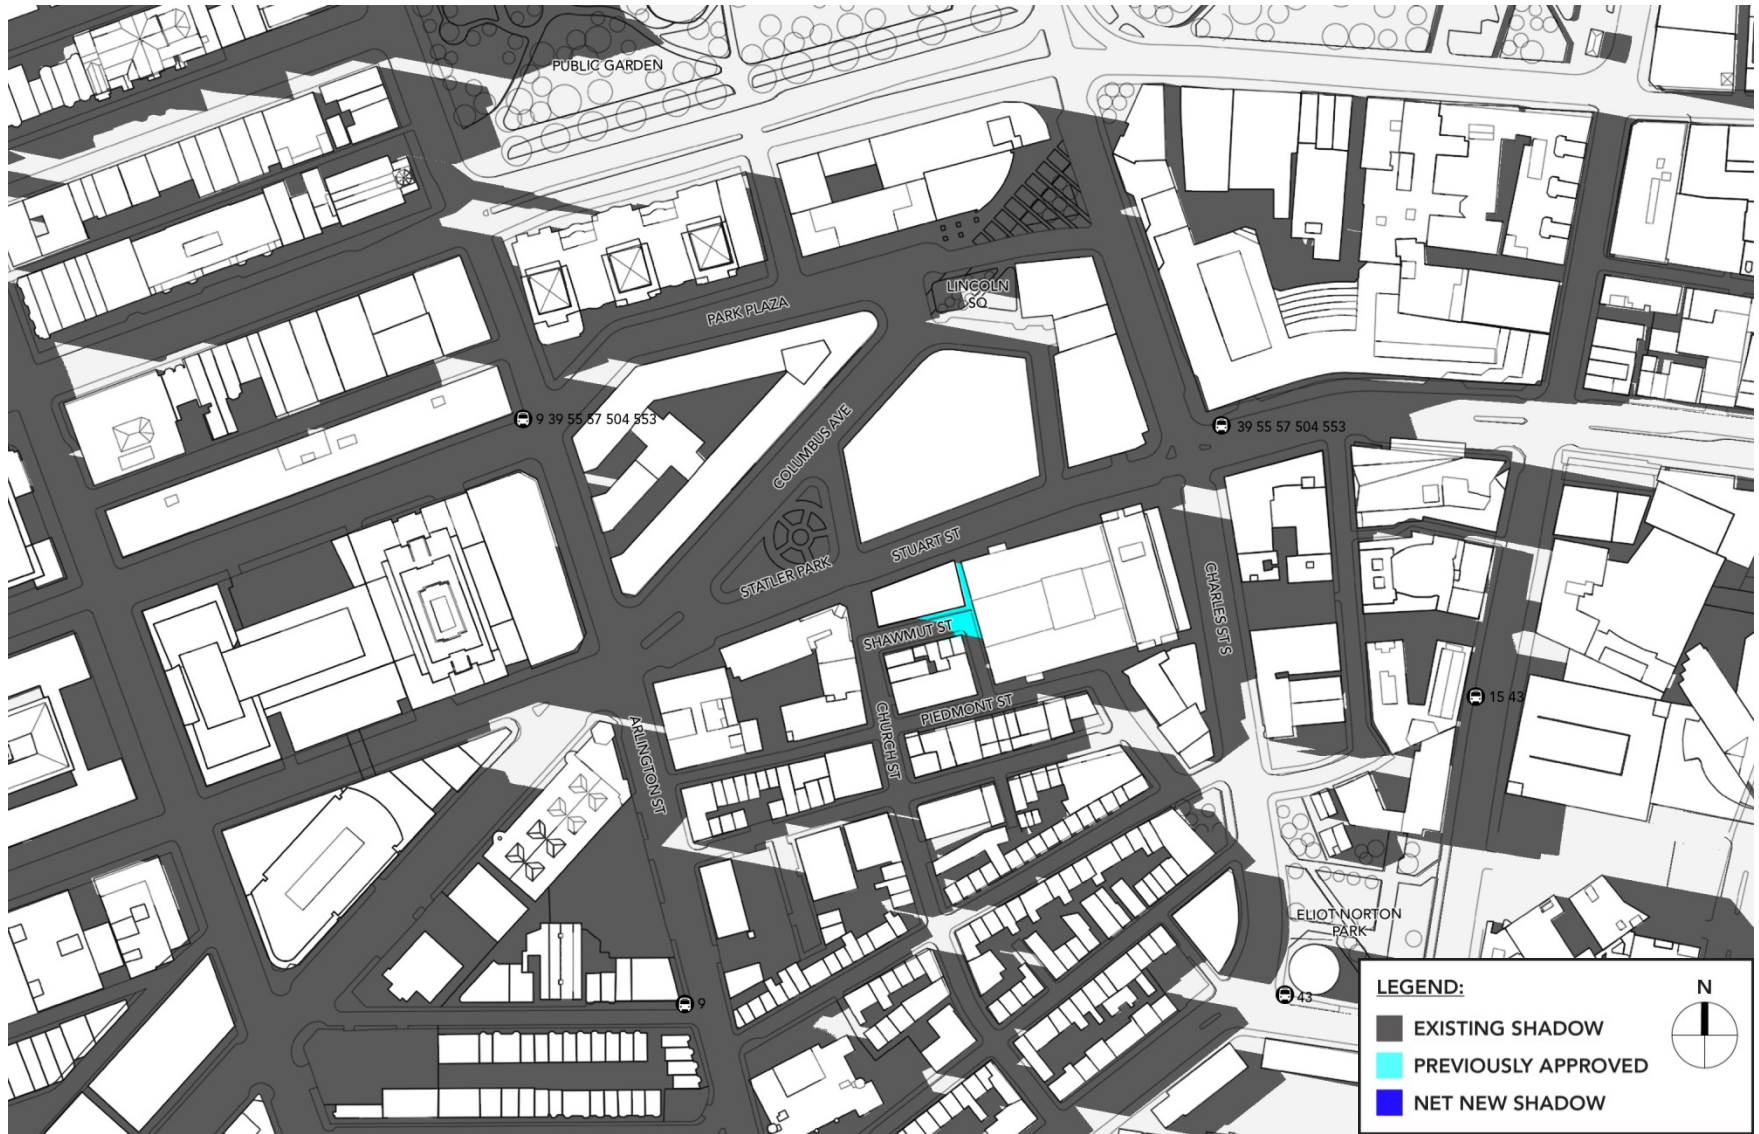 PUBLIC GARDEN
LINCOLN
SQ
PARK PLAZA
9 39 55 57 504 553
39 55 57 504 553
COLUMBUS AVE
STUART ST
STATLER PARK
CHARLES ST S
SHAWMUT ST
15 43
PIEDMONT ST
ARLINGTON ST
CHURCH ST
ELIOT NORTON
PARK
9
43
LEGEND:
N
EXISTING SHADOW
PREVIOUSLY APPROVED
NET NEW SHADOW